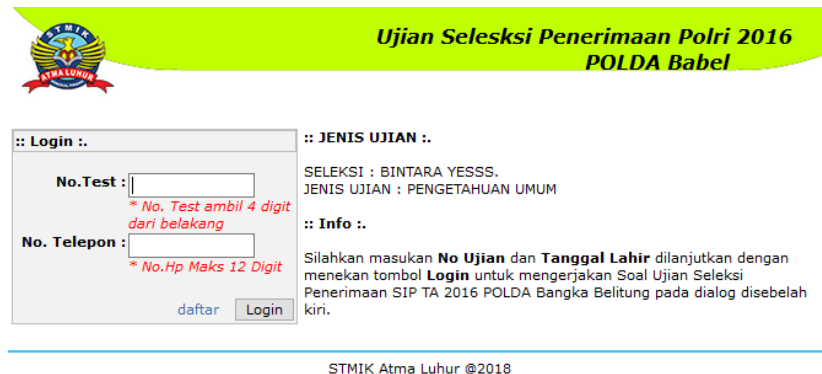 STMIK
ATMA LUHUR
Ujian Selesksi Penerimaan Polri 2016
POLDA Babel
:: Login :.
No.Test :
* No. Test ambil 4 digit
dari belakang
No. Telepon :
* No.Hp Maks 12 Digit
daftar Login
:: JENIS UJIAN :.
SELEKSI : BINTARA YESSS.
JENIS UJIAN : PENGETAHUAN UMUM
:: Info :.
Silahkan masukan No Ujian dan Tanggal Lahir dilanjutkan dengan
menekan tombol Login untuk mengerjakan Soal Ujian Seleksi
Penerimaan SIP TA 2016 POLDA Bangka Belitung pada dialog disebelah
kiri.
STMIK Atma Luhur @2018